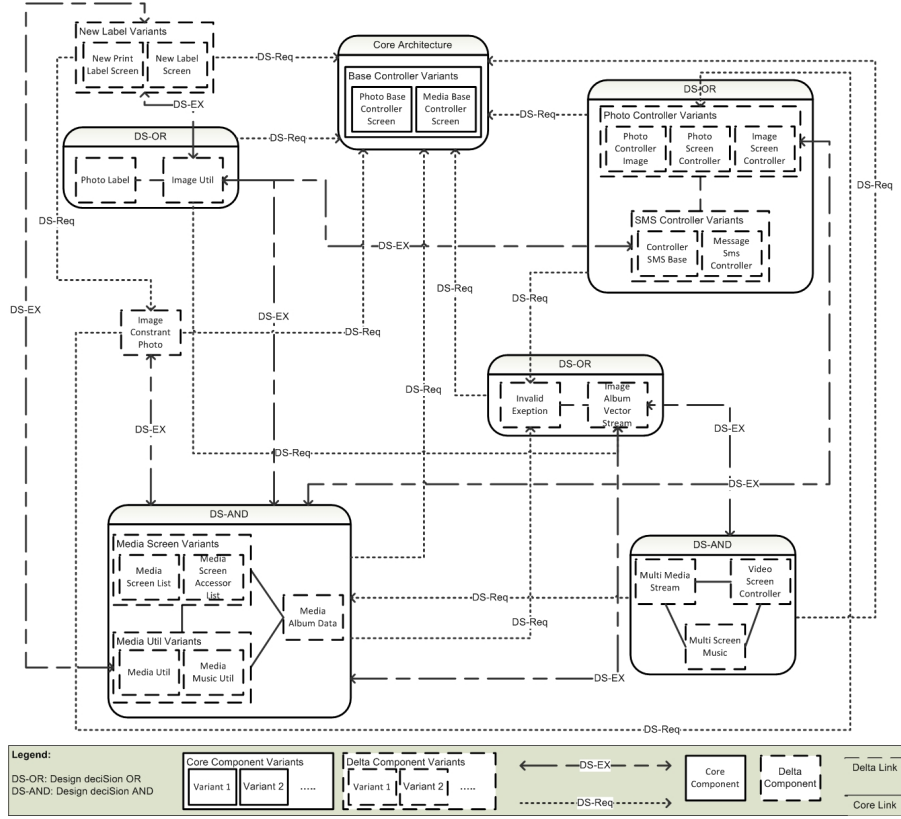 New Label Variants
New Print
Label Screen
New Label
Screen
DS-Req
Core Architecture
Base Controller Variants
Photo Base
Controller
Screen
Media Base
Controller
Screen
DS-OR
Photo Controller Variants
Photo
Controller
Image
Photo
Screen
Controller
Image
Screen
Controller
DS-Req
DS-EX
DS-OR
Photo Label
Image Util
DS-Req
DS-Req
DS-Req
SMS Controller Variants
Controller
SMS Base
Message
Sms
Controller
DS-EX
DS-EX
Image
Constrant
Photo
DS-EX
DS-Req
DS-Req
DS-Req
DS-Req
DS-OR
Invalid
Exeption
Image
Album
Vector
Stream
DS-EX
DS-EX
DS-Req
DS-EX
DS-AND
Media Screen Variants
Media
Screen List
Media
Screen
Accessor
List
Media
Album Data
Media Util Variants
Media Util
Media
Music Util
DS-Req
DS-Req
DS-EX
DS-AND
Multi Media
Stream
Video
Screen
Controller
Multi Screen
Music
DS-Req
Legend:
DS-OR: Design deciSion OR
DS-AND: Design deciSion AND
Core Component Variants
Variant 1
Variant 2
.....
Delta Component Variants
Variant 1
Variant 2
.....
DS-EX
DS-Req
Core
Component
Delta
Component
Delta Link
Core Link